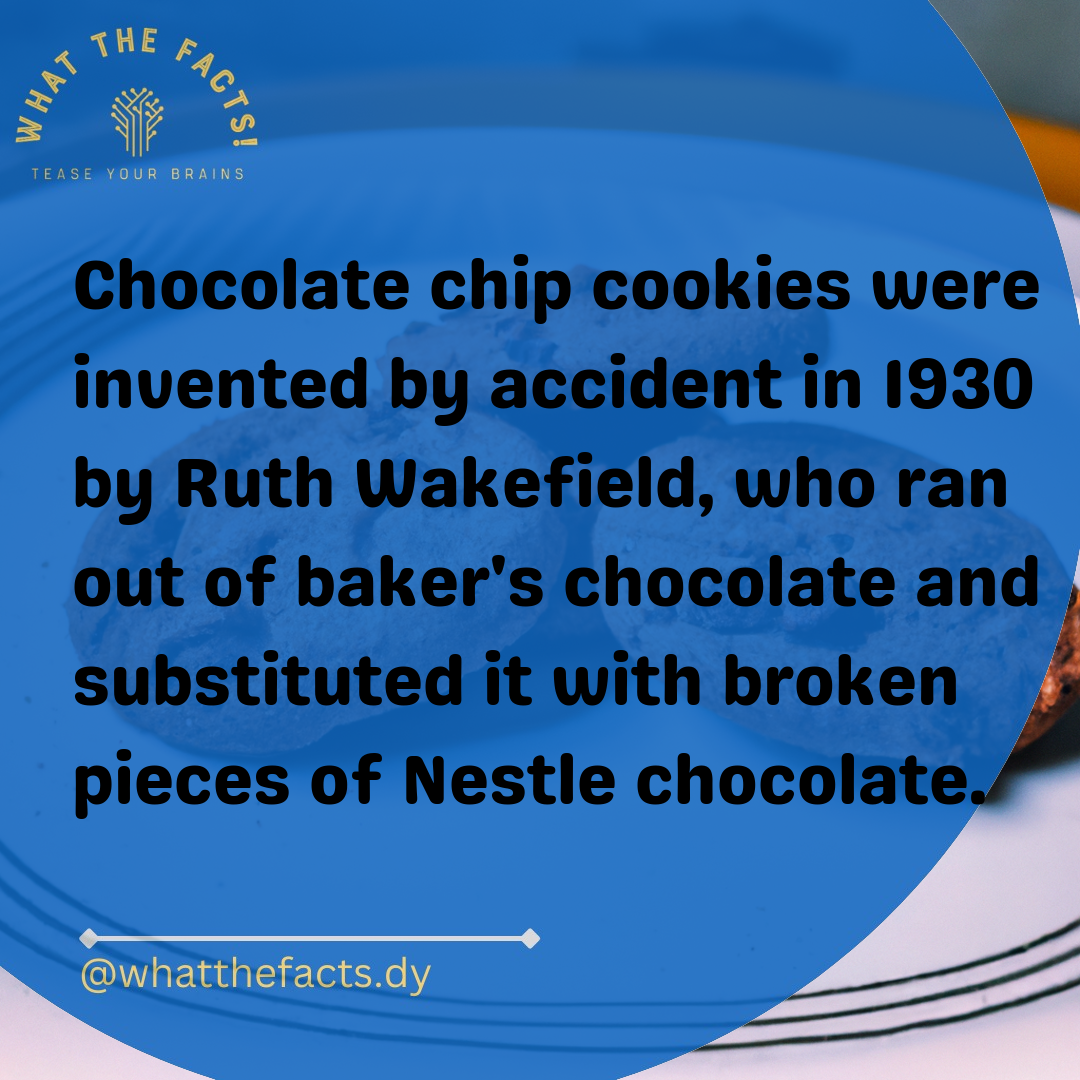 WHAT THE FACTS!
TEASE YOUR BRAINS
Chocolate chip cookies were
invented by accident in 1930
by Ruth Wakefield, who ran
out of baker's chocolate and
substituted it with broken
pieces of Nestle chocolate.
@whatthefacts.dy